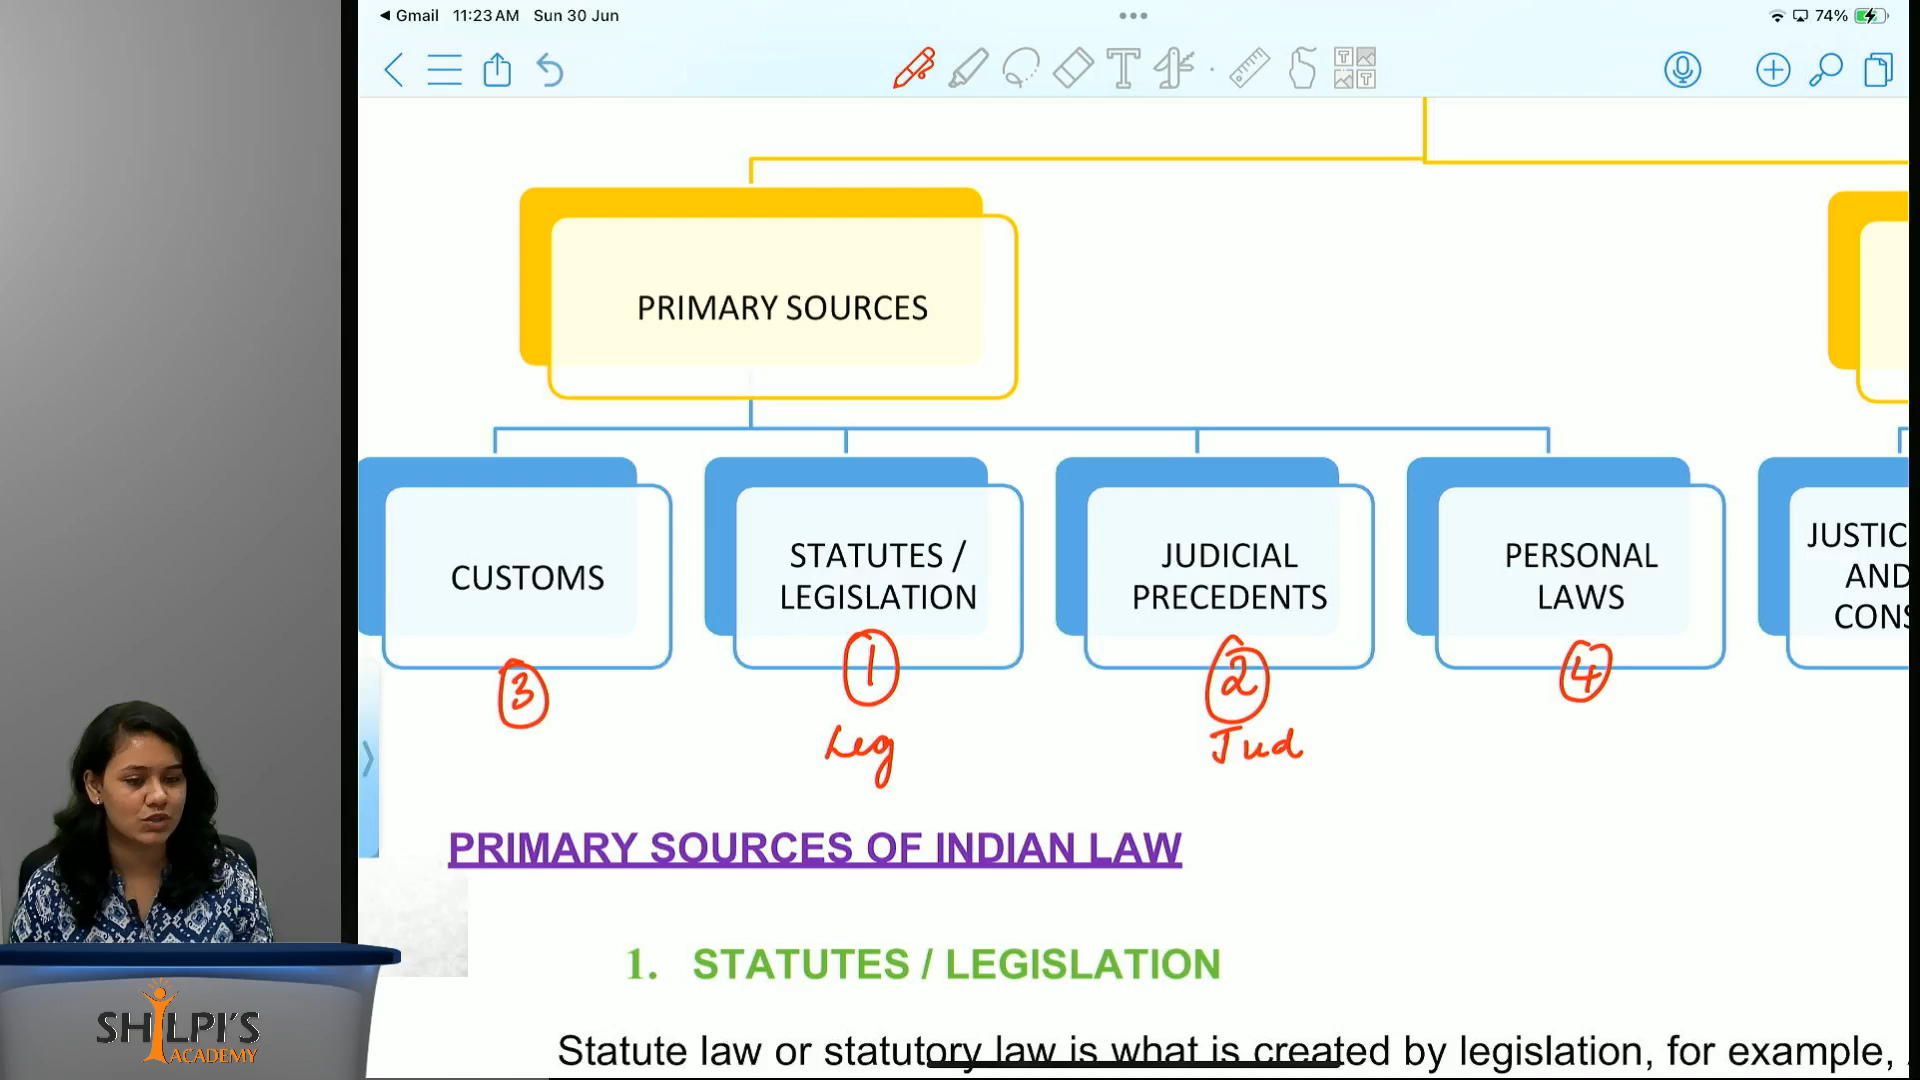 Gmail 11:23 AM Sun 30 Jun
74%
PRIMARY SOURCES
CUSTOMS
STATUTES /
LEGISLATION
JUDICIAL
PRECEDENTS
PERSONAL
LAWS
JUSTIC
AND
CONS
3
1
2
4
Leg
Jud
PRIMARY SOURCES OF INDIAN LAW
1. STATUTES / LEGISLATION
Statute law or statutory law is what is created by legislation, for example,
SHILPI'S
ACADEMY